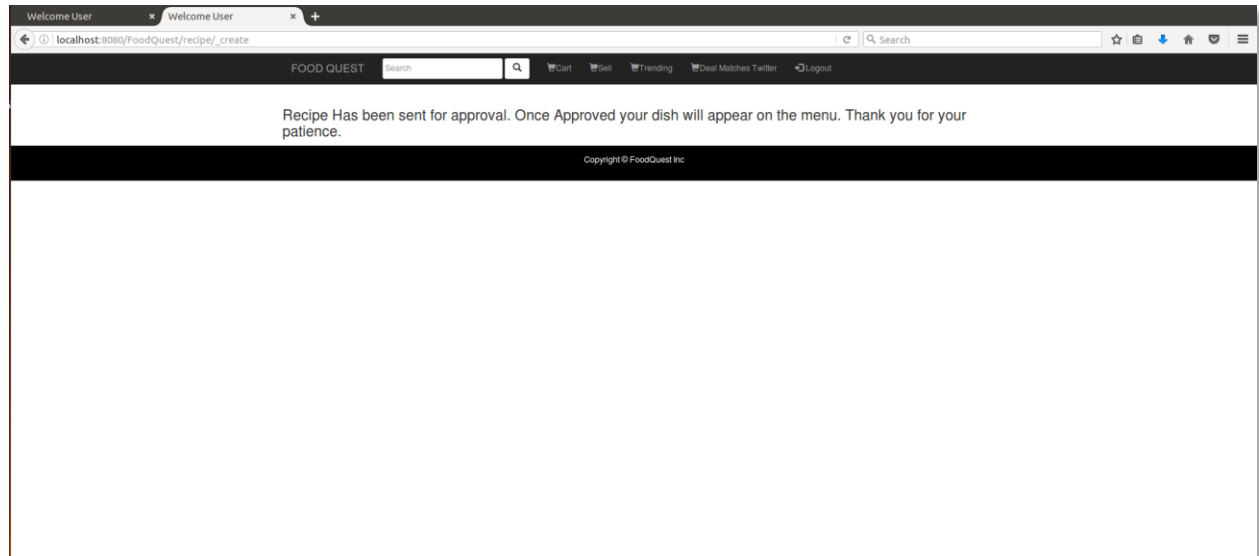 Welcome User × Welcome User × +
localhost:8080/FoodQuest/recipe/_create Search
FOOD QUEST Search Cart Sell Trending Deal Matches Twitter Logout
Recipe Has been sent for approval. Once Approved your dish will appear on the menu. Thank you for your
patience.
Copyright © FoodQuest Inc